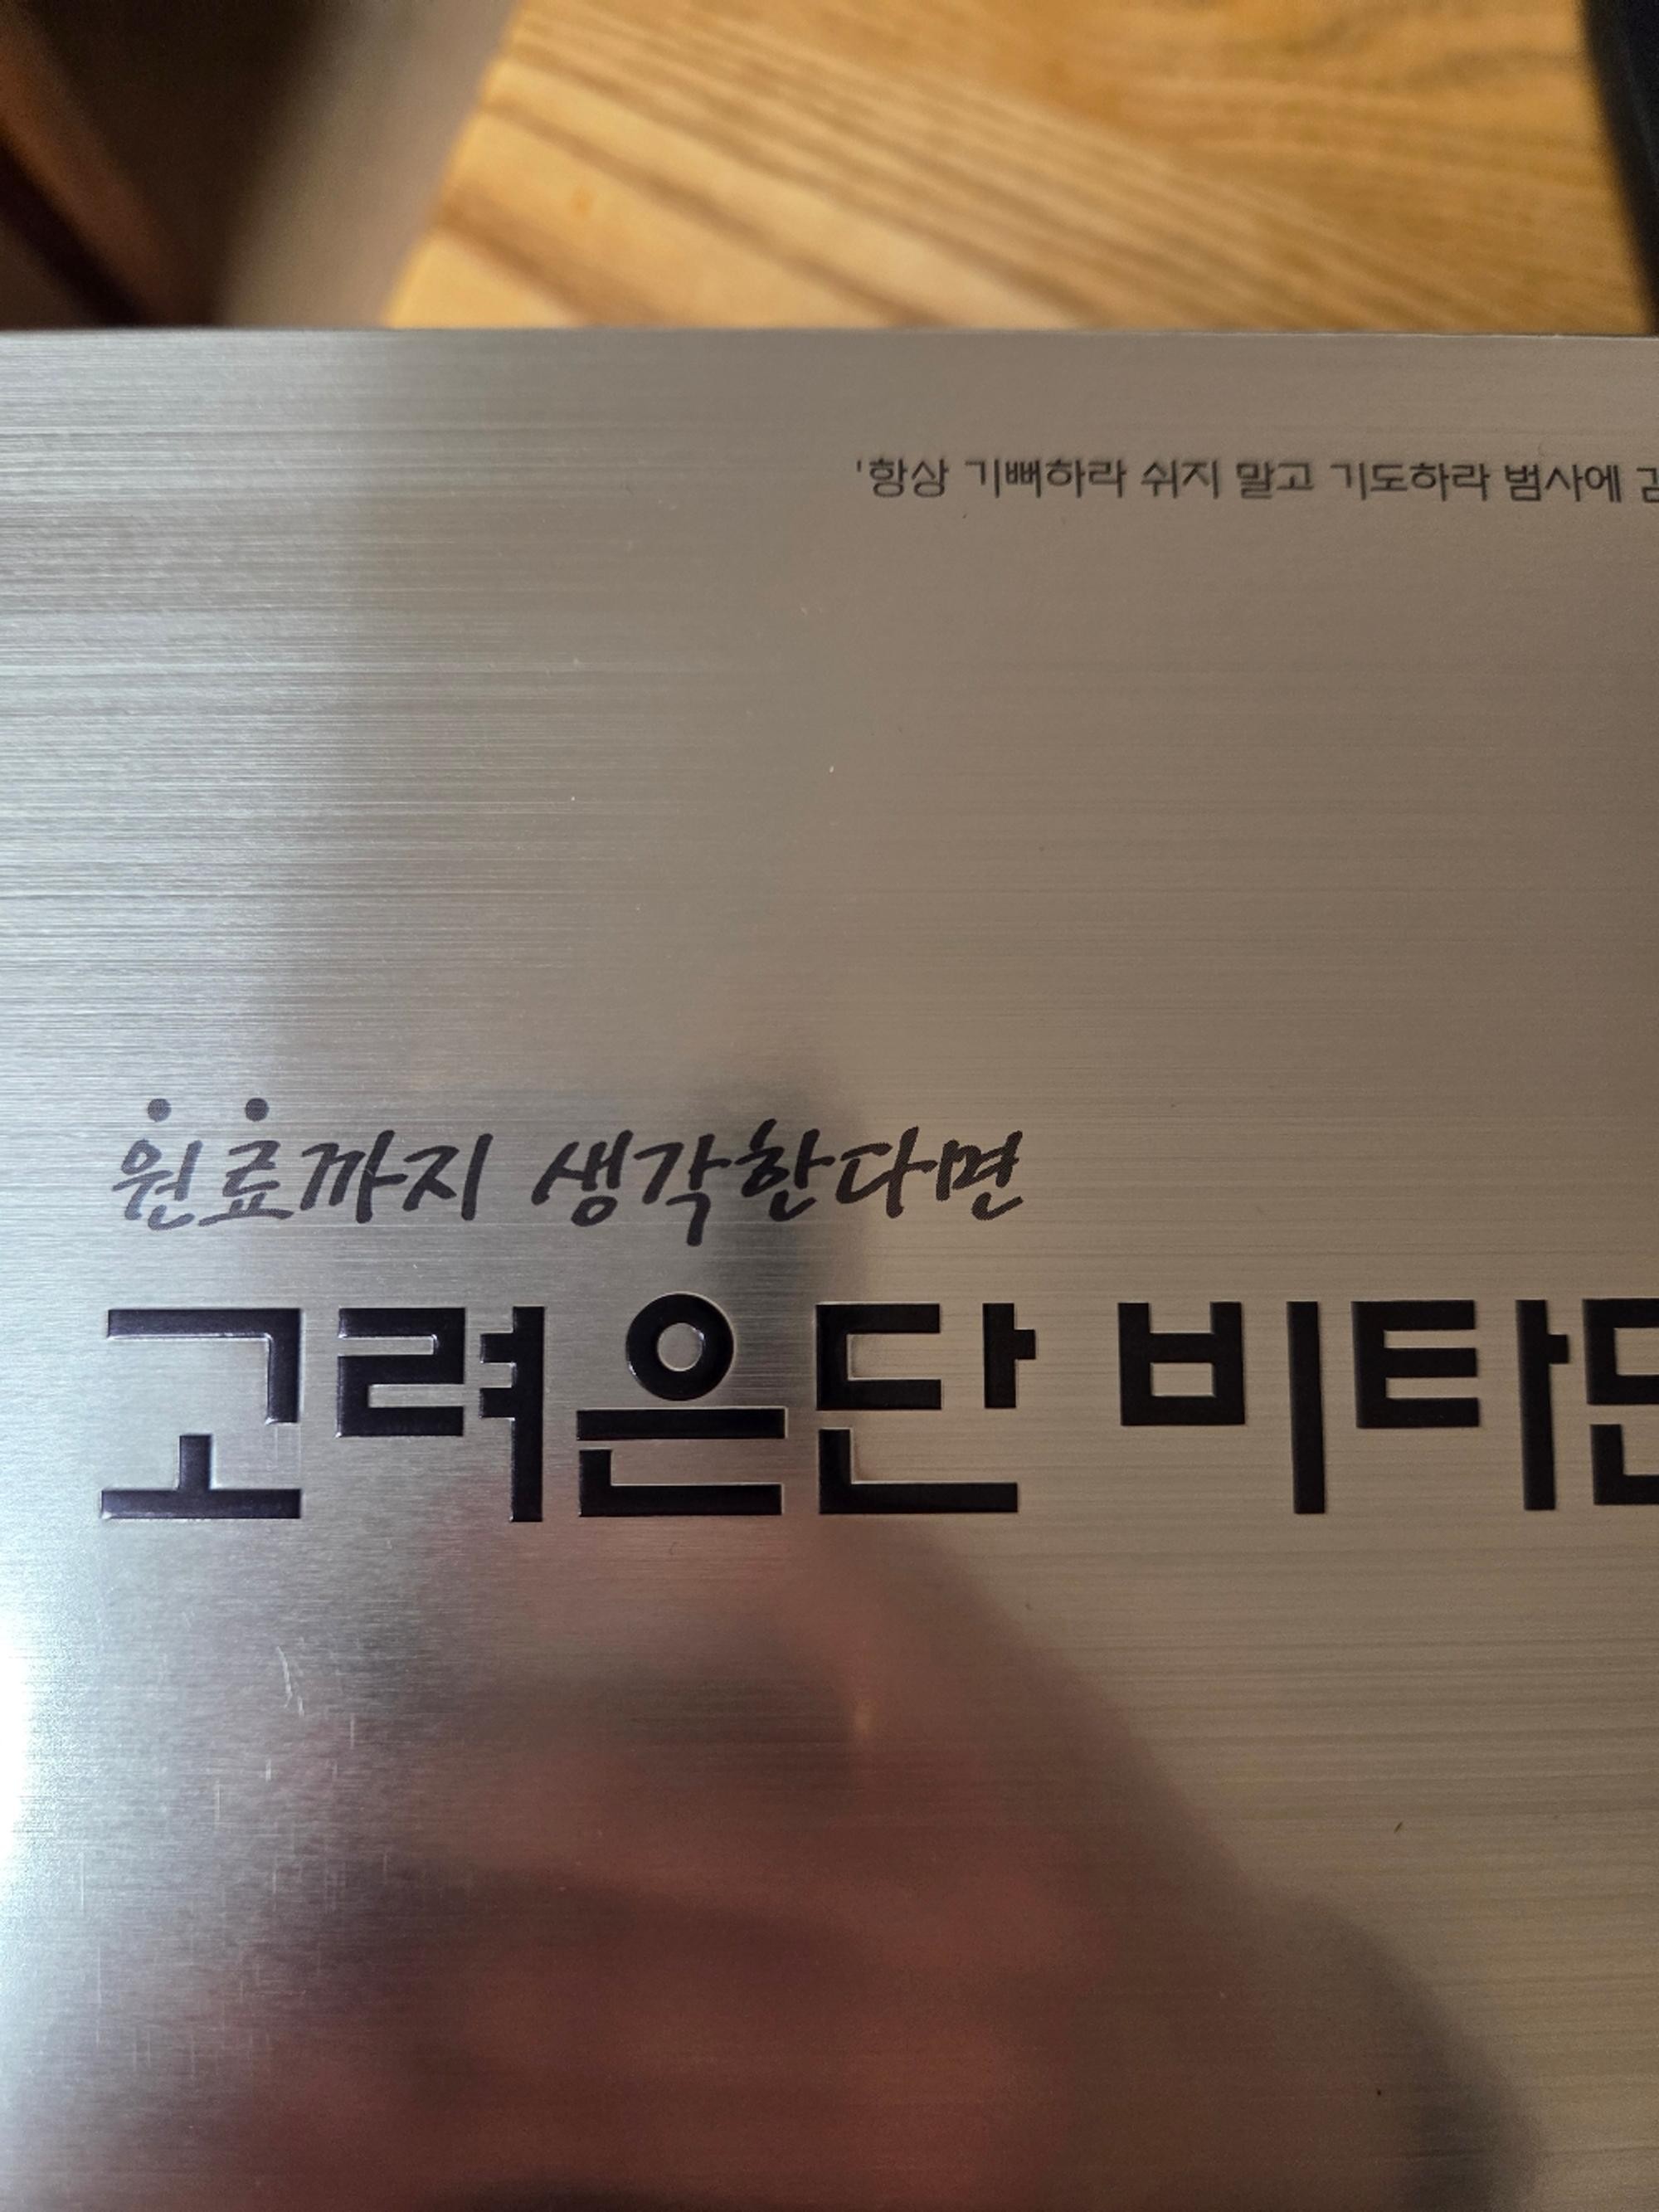 '항상 기뻐하라 쉬지 말고 기도하라 범사에
원료까지 생각한다면
고려은단 비타민